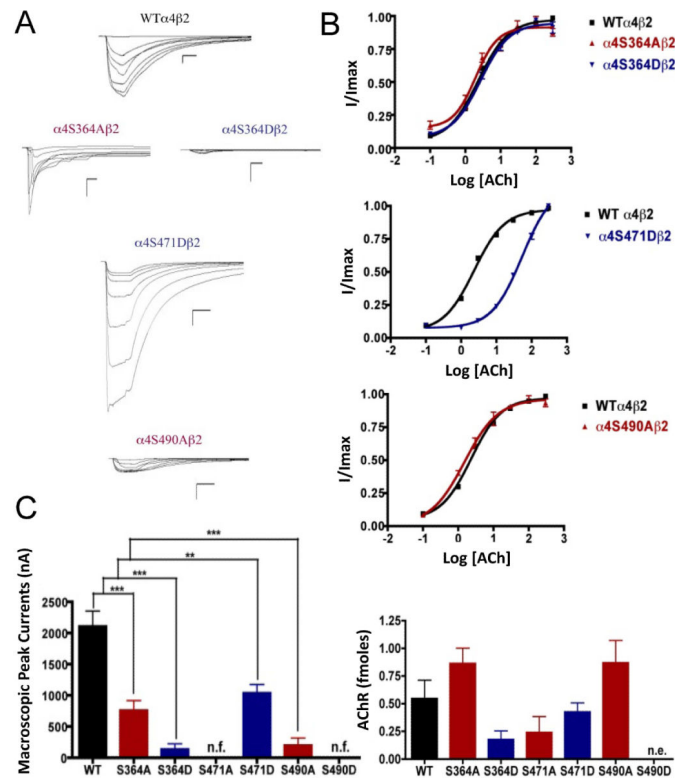 A
WTα4β2
α4S364Aβ2
α4S364Dβ2
α4S471Dβ2
α4S490Aβ2
B
I/Imax
1.00
0.75
0.50
0.25
0.00
-2 -1 0 1 2 3
Log [ACh]
WTα4β2
α4S364Aβ2
α4S364Dβ2
I/Imax
1.00
0.75
0.50
0.25
0.00
-2 -1 0 1 2 3
Log [ACh]
WT α4β2
α4S471Dβ2
I/Imax
1.00
0.75
0.50
0.25
0.00
-2 -1 0 1 2 3
Log [ACh]
WTα4β2
α4S490Aβ2
C
Macroscopic Peak Currents (nA)
2500
2000
1500
1000
500
0
***
**
***
***
n.f.
n.f.
WT S364A S364D S471A S471D S490A S490D
AChR (fmoles)
1.25
1.00
0.75
0.50
0.25
0.00
n.e.
WT S364A S364D S471A S471D S490A S490D